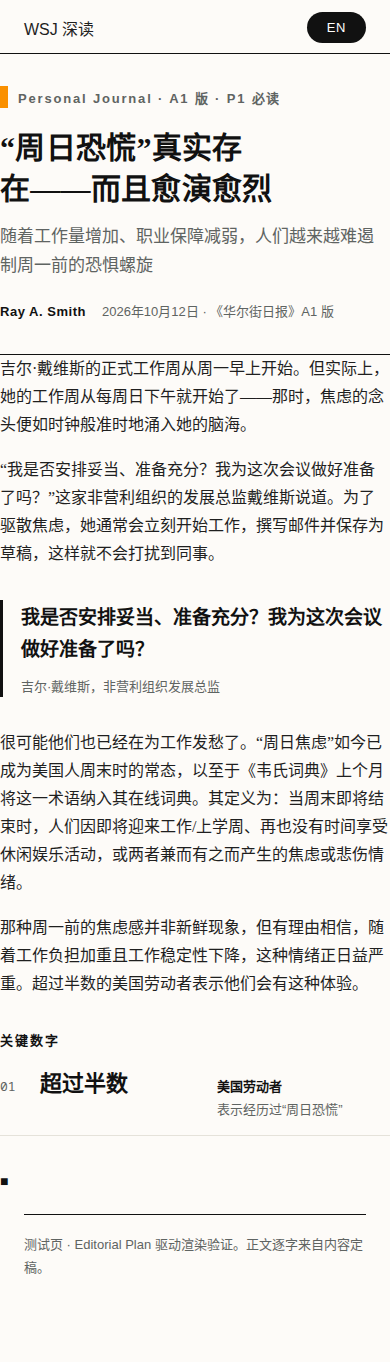 WSJ 深读
EN
Personal Journal · A1 版 · P1 必读
“周日恐慌”真实存
在——而且愈演愈烈
随着工作量增加、职业保障减弱，人们越来越难遏
制周一前的恐惧螺旋
Ray A. Smith 2026年10月12日 · 《华尔街日报》A1 版
吉尔·戴维斯的正式工作周从周一早上开始。但实际上，
她的工作周从每周日下午就开始了——那时，焦虑的念
头便如时钟般准时地涌入她的脑海。
“我是否安排妥当、准备充分？我为这次会议做好准备
了吗？”这家非营利组织的发展总监戴维斯说道。为了
驱散焦虑，她通常会立刻开始工作，撰写邮件并保存为
草稿，这样就不会打扰到同事。
我是否安排妥当、准备充分？我为这次会议
做好准备了吗？
吉尔·戴维斯，非营利组织发展总监
很可能他们也已经在为工作发愁了。“周日焦虑”如今已
成为美国人周末时的常态，以至于《韦氏词典》上个月
将这一术语纳入其在线词典。其定义为：当周末即将结
束时，人们因即将迎来工作/上学周、再也没有时间享受
休闲娱乐活动，或两者兼而有之而产生的焦虑或悲伤情
绪。
那种周一前的焦虑感并非新鲜现象，但有理由相信，随
着工作负担加重且工作稳定性下降，这种情绪正日益严
重。超过半数的美国劳动者表示他们会有这种体验。
关键数字
01 超过半数 美国劳动者
表示经历过“周日恐慌”
测试页 · Editorial Plan 驱动渲染验证。正文逐字来自内容定
稿。